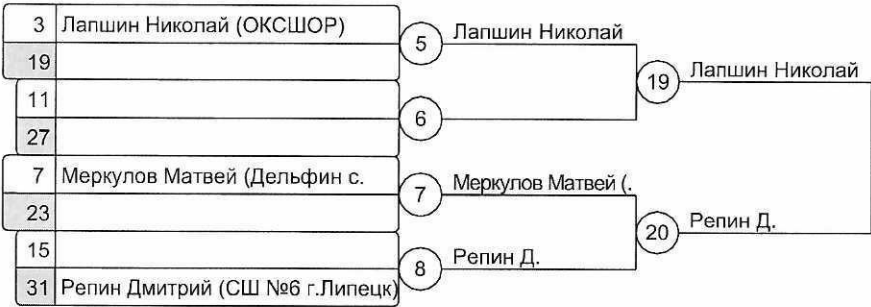 3 Лапшин Николай (ОКСШОР)
19
5 Лапшин Николай
11
27
6
19 Лапшин Николай
7 Меркулов Матвей (Дельфин с.
23
7 Меркулов Матвей (.
15
31 Репин Дмитрий (СШ №6 г.Липецк)
8 Репин Д.
20 Репин Д.